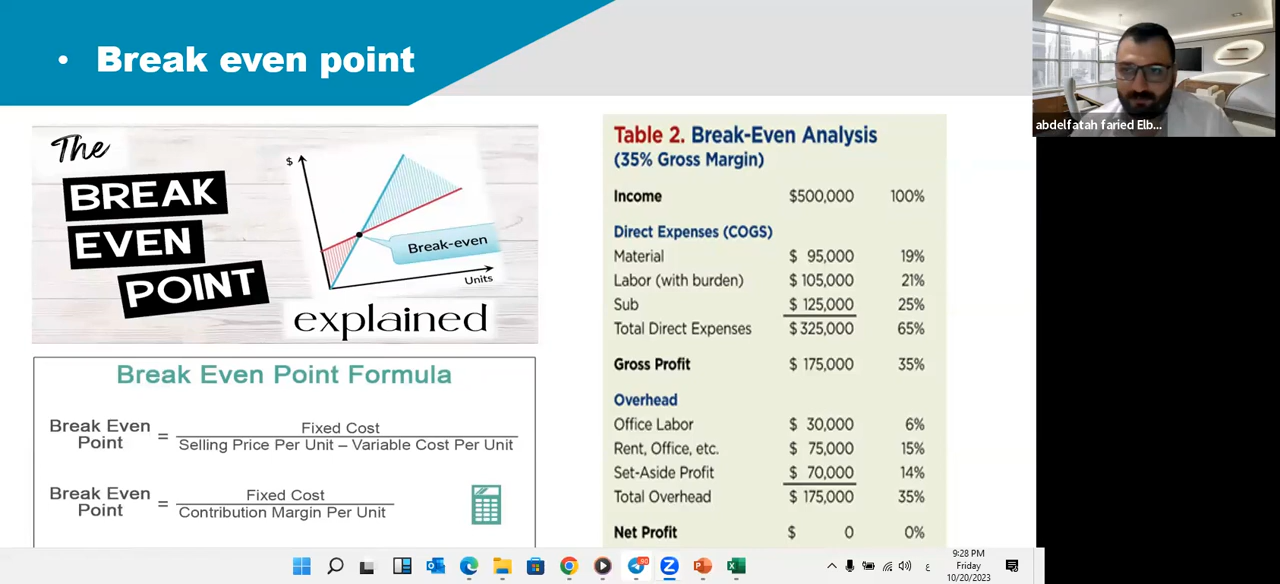 • Break even point
The
BREAK
EVEN
POINT
explained
$
Break-even
Units
Break Even Point Formula
Break Even Point = Fixed Cost / Selling Price Per Unit – Variable Cost Per Unit
Break Even Point = Fixed Cost / Contribution Margin Per Unit
Table 2. Break-Even Analysis
(35% Gross Margin)
Income $500,000 100%
Direct Expenses (COGS)
Material $ 95,000 19%
Labor (with burden) $ 105,000 21%
Sub $ 125,000 25%
Total Direct Expenses $ 325,000 65%
Gross Profit $ 175,000 35%
Overhead
Office Labor $ 30,000 6%
Rent, Office, etc. $ 75,000 15%
Set-Aside Profit $ 70,000 14%
Total Overhead $ 175,000 35%
Net Profit $ 0 0%
abdelfatah faried Elb...
ع
9:28 PM
Friday
10/20/2023